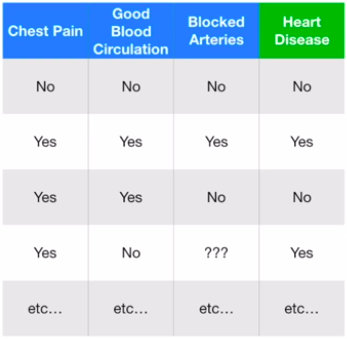 Chest Pain Good Blood Circulation Blocked Arteries Heart Disease
No No No No
Yes Yes Yes Yes
Yes Yes No No
Yes No ??? Yes
etc… etc… etc… etc…